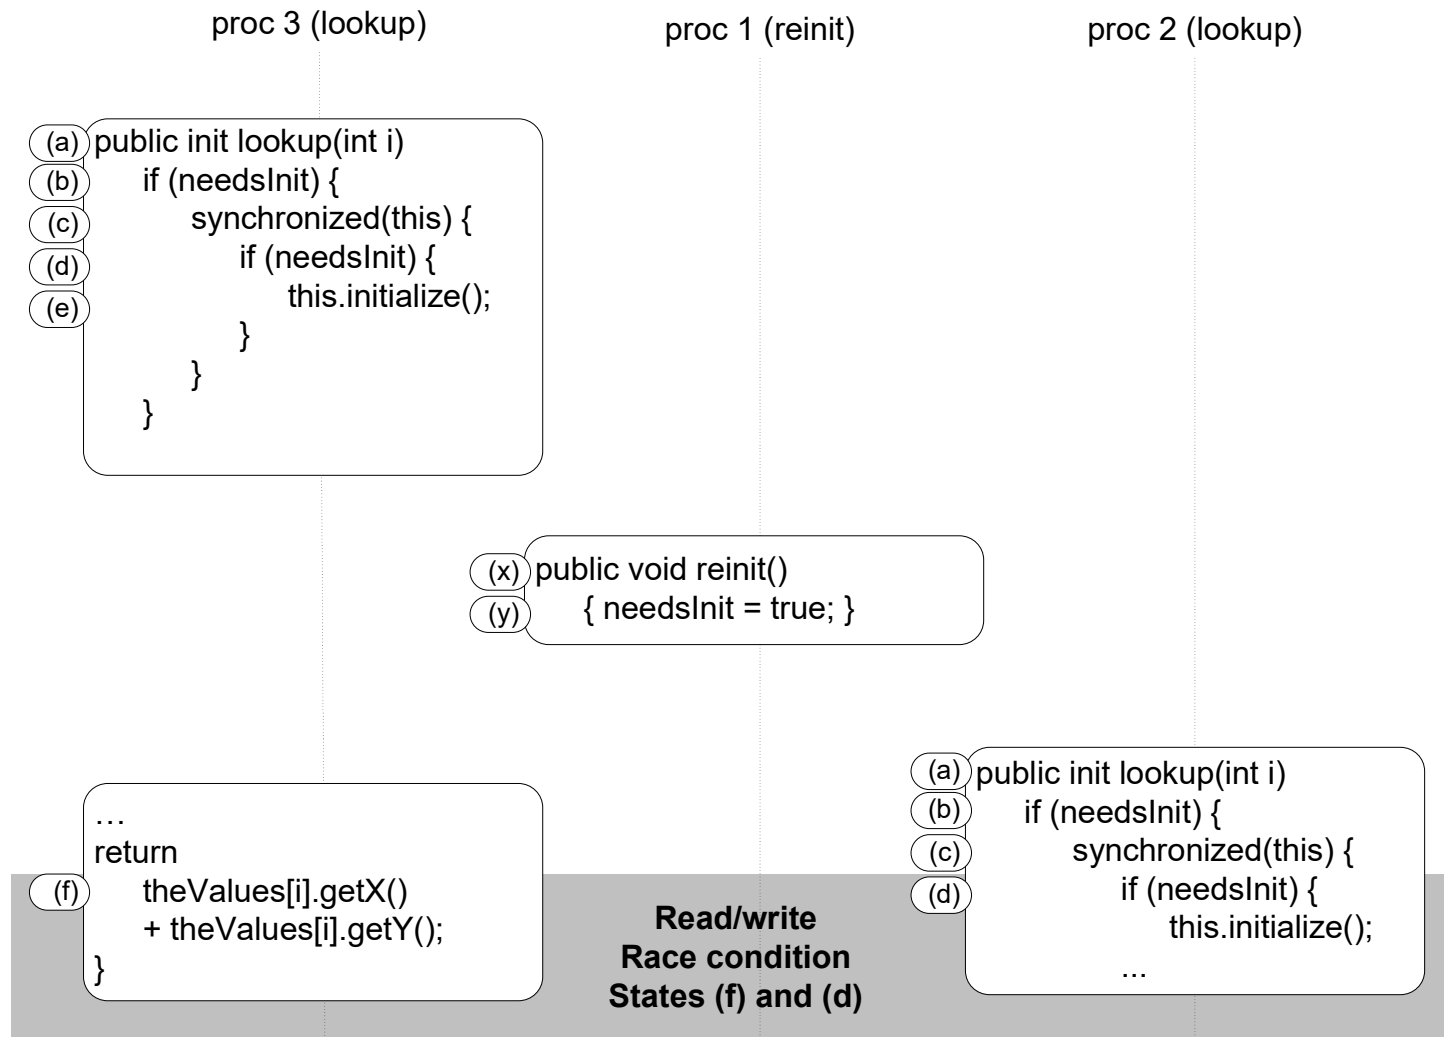 proc 3 (lookup)
proc 1 (reinit)
proc 2 (lookup)
(a) public init lookup(int i)
(b) if (needsInit) {
(c) synchronized(this) {
(d) if (needsInit) {
(e) this.initialize();
}
}
}
(x) public void reinit()
(y) { needsInit = true; }
…
return
(f) theValues[i].getX()
+ theValues[i].getY();
}
Read/write
Race condition
States (f) and (d)
(a) public init lookup(int i)
(b) if (needsInit) {
(c) synchronized(this) {
(d) if (needsInit) {
this.initialize();
...